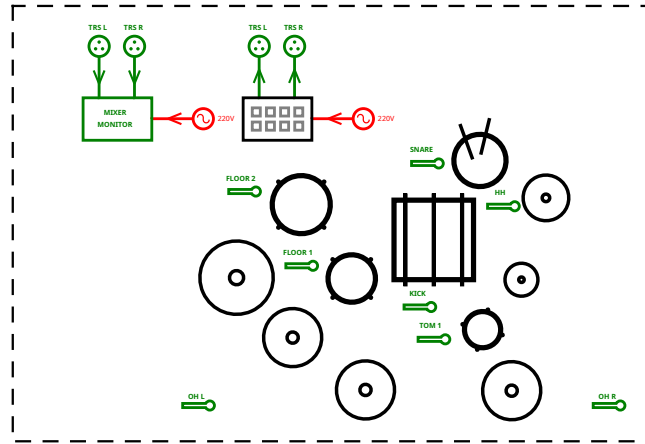 TRS L
TRS R
TRS L
TRS R
MIXER
MONITOR
220V
220V
SNARE
FLOOR 2
HH
FLOOR 1
KICK
TOM 1
OH L
OH R